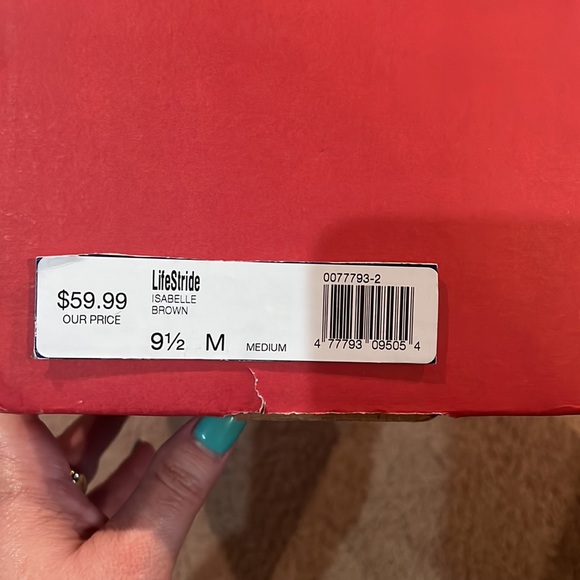 $59.99
OUR PRICE
LifeStride
ISABELLE
BROWN
9½ M MEDIUM
0077793-2
4 77793 09505 4